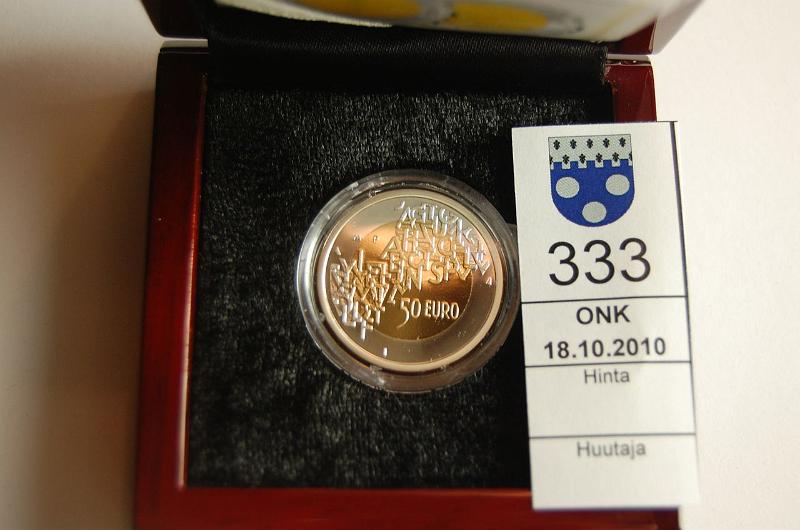 50 EURO
333
ONK
18.10.2010
Hinta
Huutaja